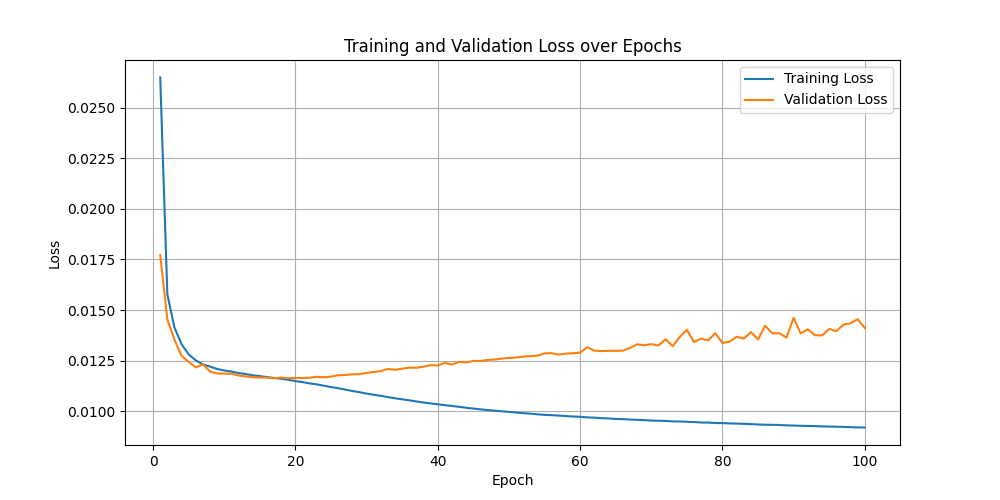 Training and Validation Loss over Epochs
Training Loss
Validation Loss
Loss
0.0250
0.0225
0.0200
0.0175
0.0150
0.0125
0.0100
0 20 40 60 80 100
Epoch